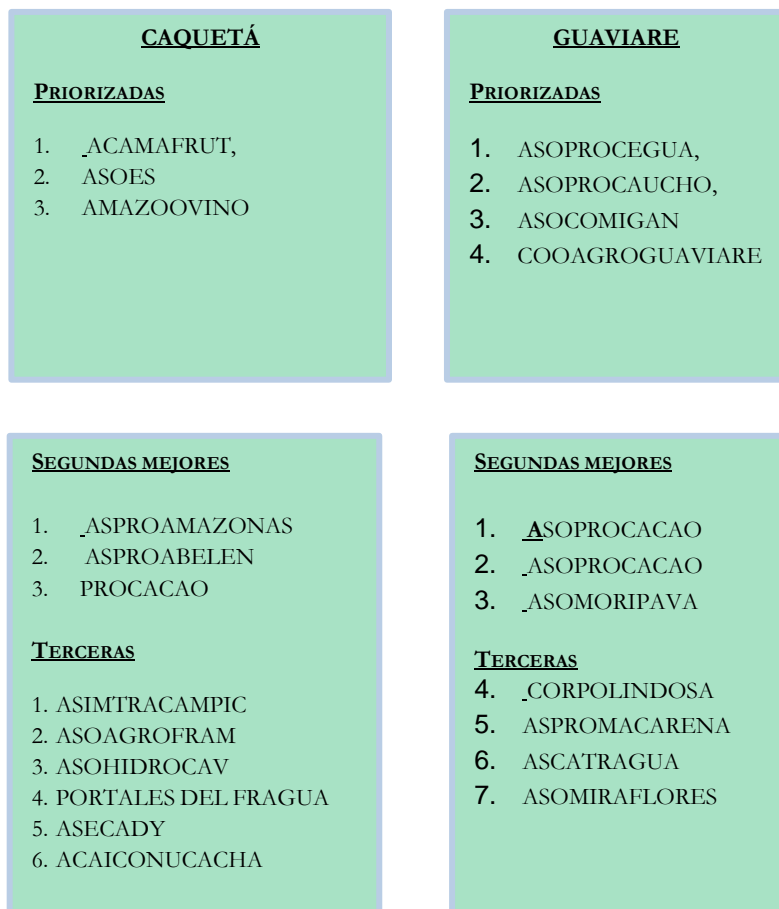 CAQUETÁ
PRIORIZADAS
1. ACAMAFRUT,
2. ASOES
3. AMAZOOVINO
GUAVIARE
PRIORIZADAS
1. ASOPROCEGUA,
2. ASOPROCAUCHO,
3. ASOCOMIGAN
4. COOAGROGUAVIARE
SEGUNDAS MEJORES
1. ASPROAMAZONAS
2. ASPROABELEN
3. PROCACAO
TERCERAS
1. ASIMTRACAMPIC
2. ASOAGROFRAM
3. ASOHIDROCAV
4. PORTALES DEL FRAGUA
5. ASECADY
6. ACAICONUCACHA
SEGUNDAS MEJORES
1. ASOPROCACAO
2. ASOPROCACAO
3. ASOMORIPAVA
TERCERAS
4. CORPOLINDOSA
5. ASPROMACARENA
6. ASCATRAGUA
7. ASOMIRAFLORES